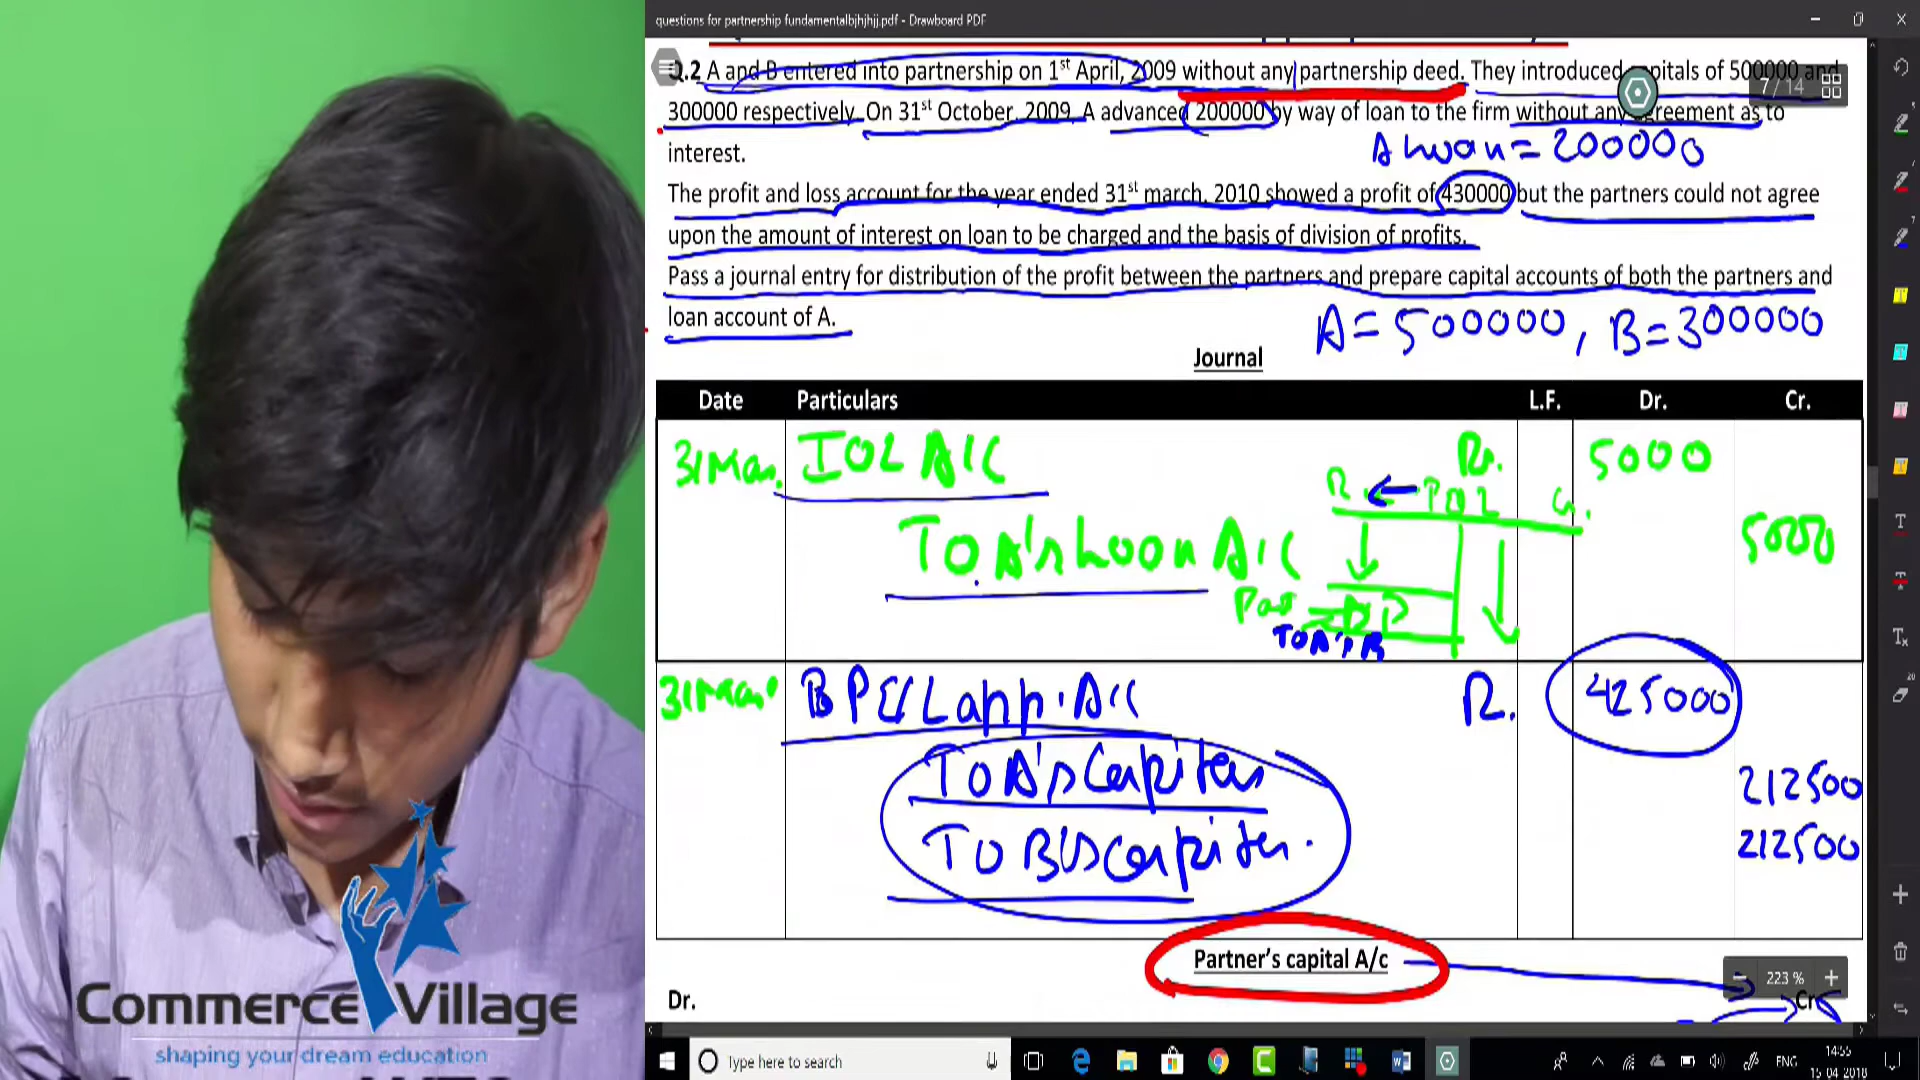 questions for partnership fundamentalbjhjhjj.pdf - Drawboard PDF
Q.2 A and B entered into partnership on 1st April, 2009 without any partnership deed. They introduced capitals of 500000 and
7 / 14
300000 respectively. On 31st October, 2009. A advanced 200000 by way of loan to the firm without any agreement as to
interest.
A Loan = 200000
The profit and loss account for the year ended 31st march, 2010 showed a profit of 430000 but the partners could not agree
upon the amount of interest on loan to be charged and the basis of division of profits.
Pass a journal entry for distribution of the profit between the partners and prepare capital accounts of both the partners and
loan account of A.
A = 500000, B = 300000
Journal
Date Particulars L.F. Dr. Cr.
31 Mar. IOL A/C Dr. 5000
To A's Loan A/C 5000
31 Mar. P&L app. A/C 425000
To A's Capital 212500
To B's Capital. 212500
Partner's capital A/c
223 %
Dr. Cr
Commerce Village
shaping your dream education
Type here to search
ENG
14:55
15-04-2018